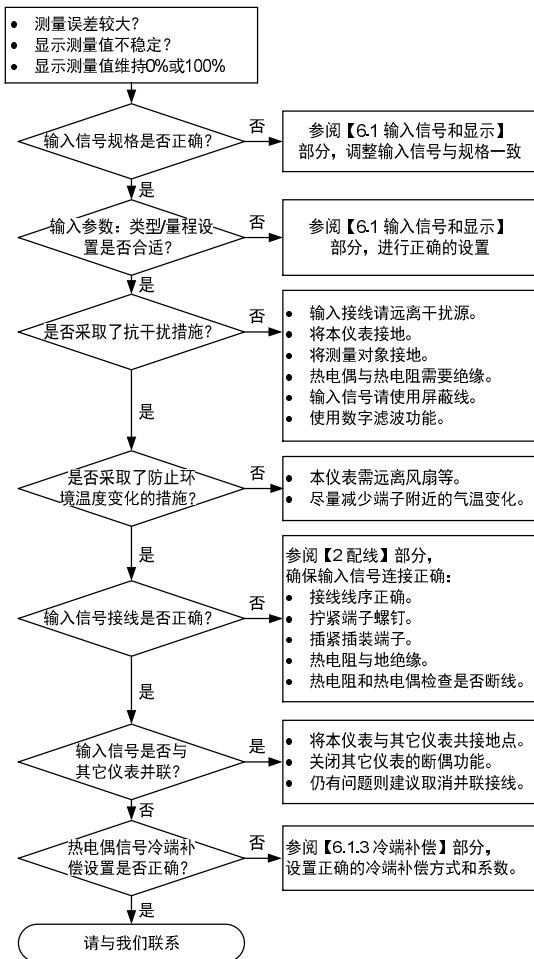 • 测量误差较大?
• 显示测量值不稳定?
• 显示测量值维持0%或100%
输入信号规格是否正确?
否
参阅【6.1 输入信号和显示】
部分，调整输入信号与规格一致
是
输入参数：类型/量程设
置是否合适?
否
参阅【6.1 输入信号和显示】
部分，进行正确的设置
是
是否采取了抗干扰措施?
否
• 输入接线请远离干扰源。
• 将本仪表接地。
• 将测量对象接地。
• 热电偶与热电阻需要绝缘。
• 输入信号请使用屏蔽线。
• 使用数字滤波功能。
是
是否采取了防止环
境温度变化的措施?
否
• 本仪表需远离风扇等。
• 尽量减少端子附近的气温变化。
是
输入信号接线是否正确?
否
参阅【2 配线】部分，
确保输入信号连接正确：
• 接线线序正确。
• 拧紧端子螺钉。
• 插紧插装端子。
• 热电阻与地绝缘。
• 热电阻和热电偶检查是否断线。
是
输入信号是否与
其它仪表并联?
是
• 将本仪表与其它仪表共接地点。
• 关闭其它仪表的断偶功能。
• 仍有问题则建议取消并联接线。
否
热电偶信号冷端补
偿设置是否正确?
否
参阅【6.1.3 冷端补偿】部分，
设置正确的冷端补偿方式和系数。
是
请与我们联系